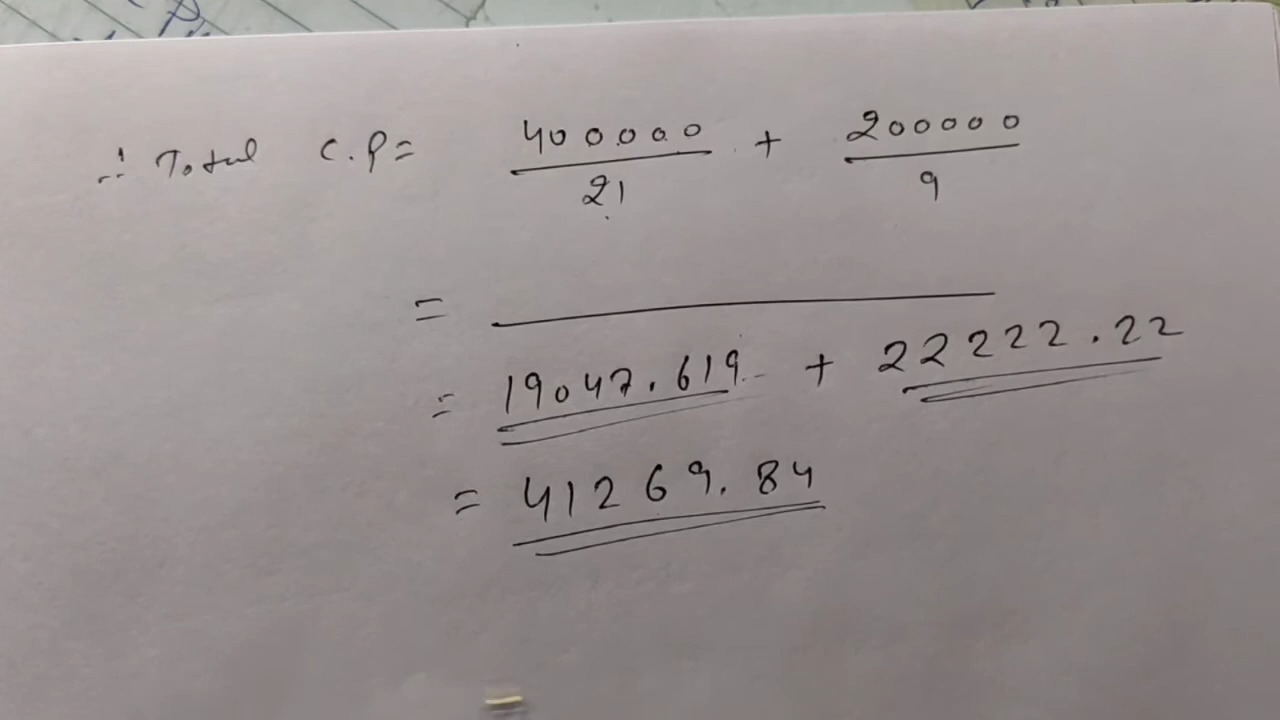 ∴ Total C.P = 400000/21 + 200000/9
=
= 19047.619 + 22222.22
= 41269.84